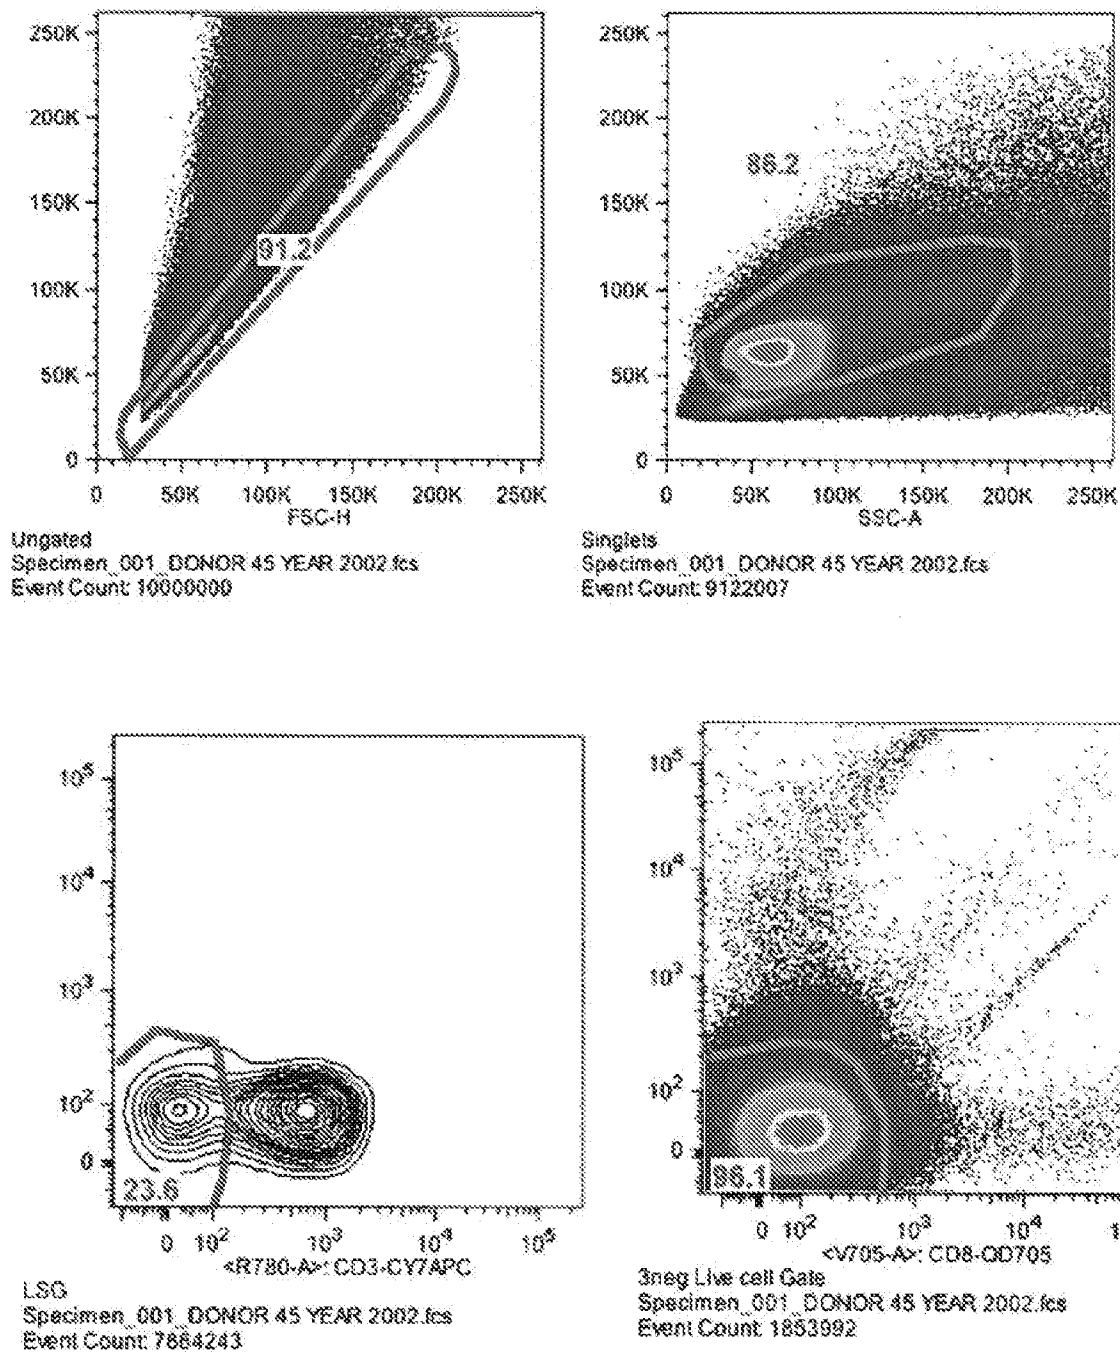 250K
200K
150K
100K
50K
0
91.2
0 50K 100K 150K 200K 250K
FSC-H
Ungated
Specimen_001_DONOR 45 YEAR 2002.fcs
Event Count: 10000000
250K
200K
150K
100K
50K
0
86.2
0 50K 100K 150K 200K 250K
SSC-A
Singlets
Specimen_001_DONOR 45 YEAR 2002.fcs
Event Count: 9122007
10^5
10^4
10^3
10^2
0
23.6
0 10^2 10^3 10^4 10^5
<R780-A>: CD3-CY7APC
LSG
Specimen_001_DONOR 45 YEAR 2002.fcs
Event Count: 7884243
10^5
10^4
10^3
10^2
0
96.1
0 10^2 10^3 10^4
<V705-A>: CD8-QD705
3neg Live cell Gate
Specimen_001_DONOR 45 YEAR 2002.fcs
Event Count: 1853992